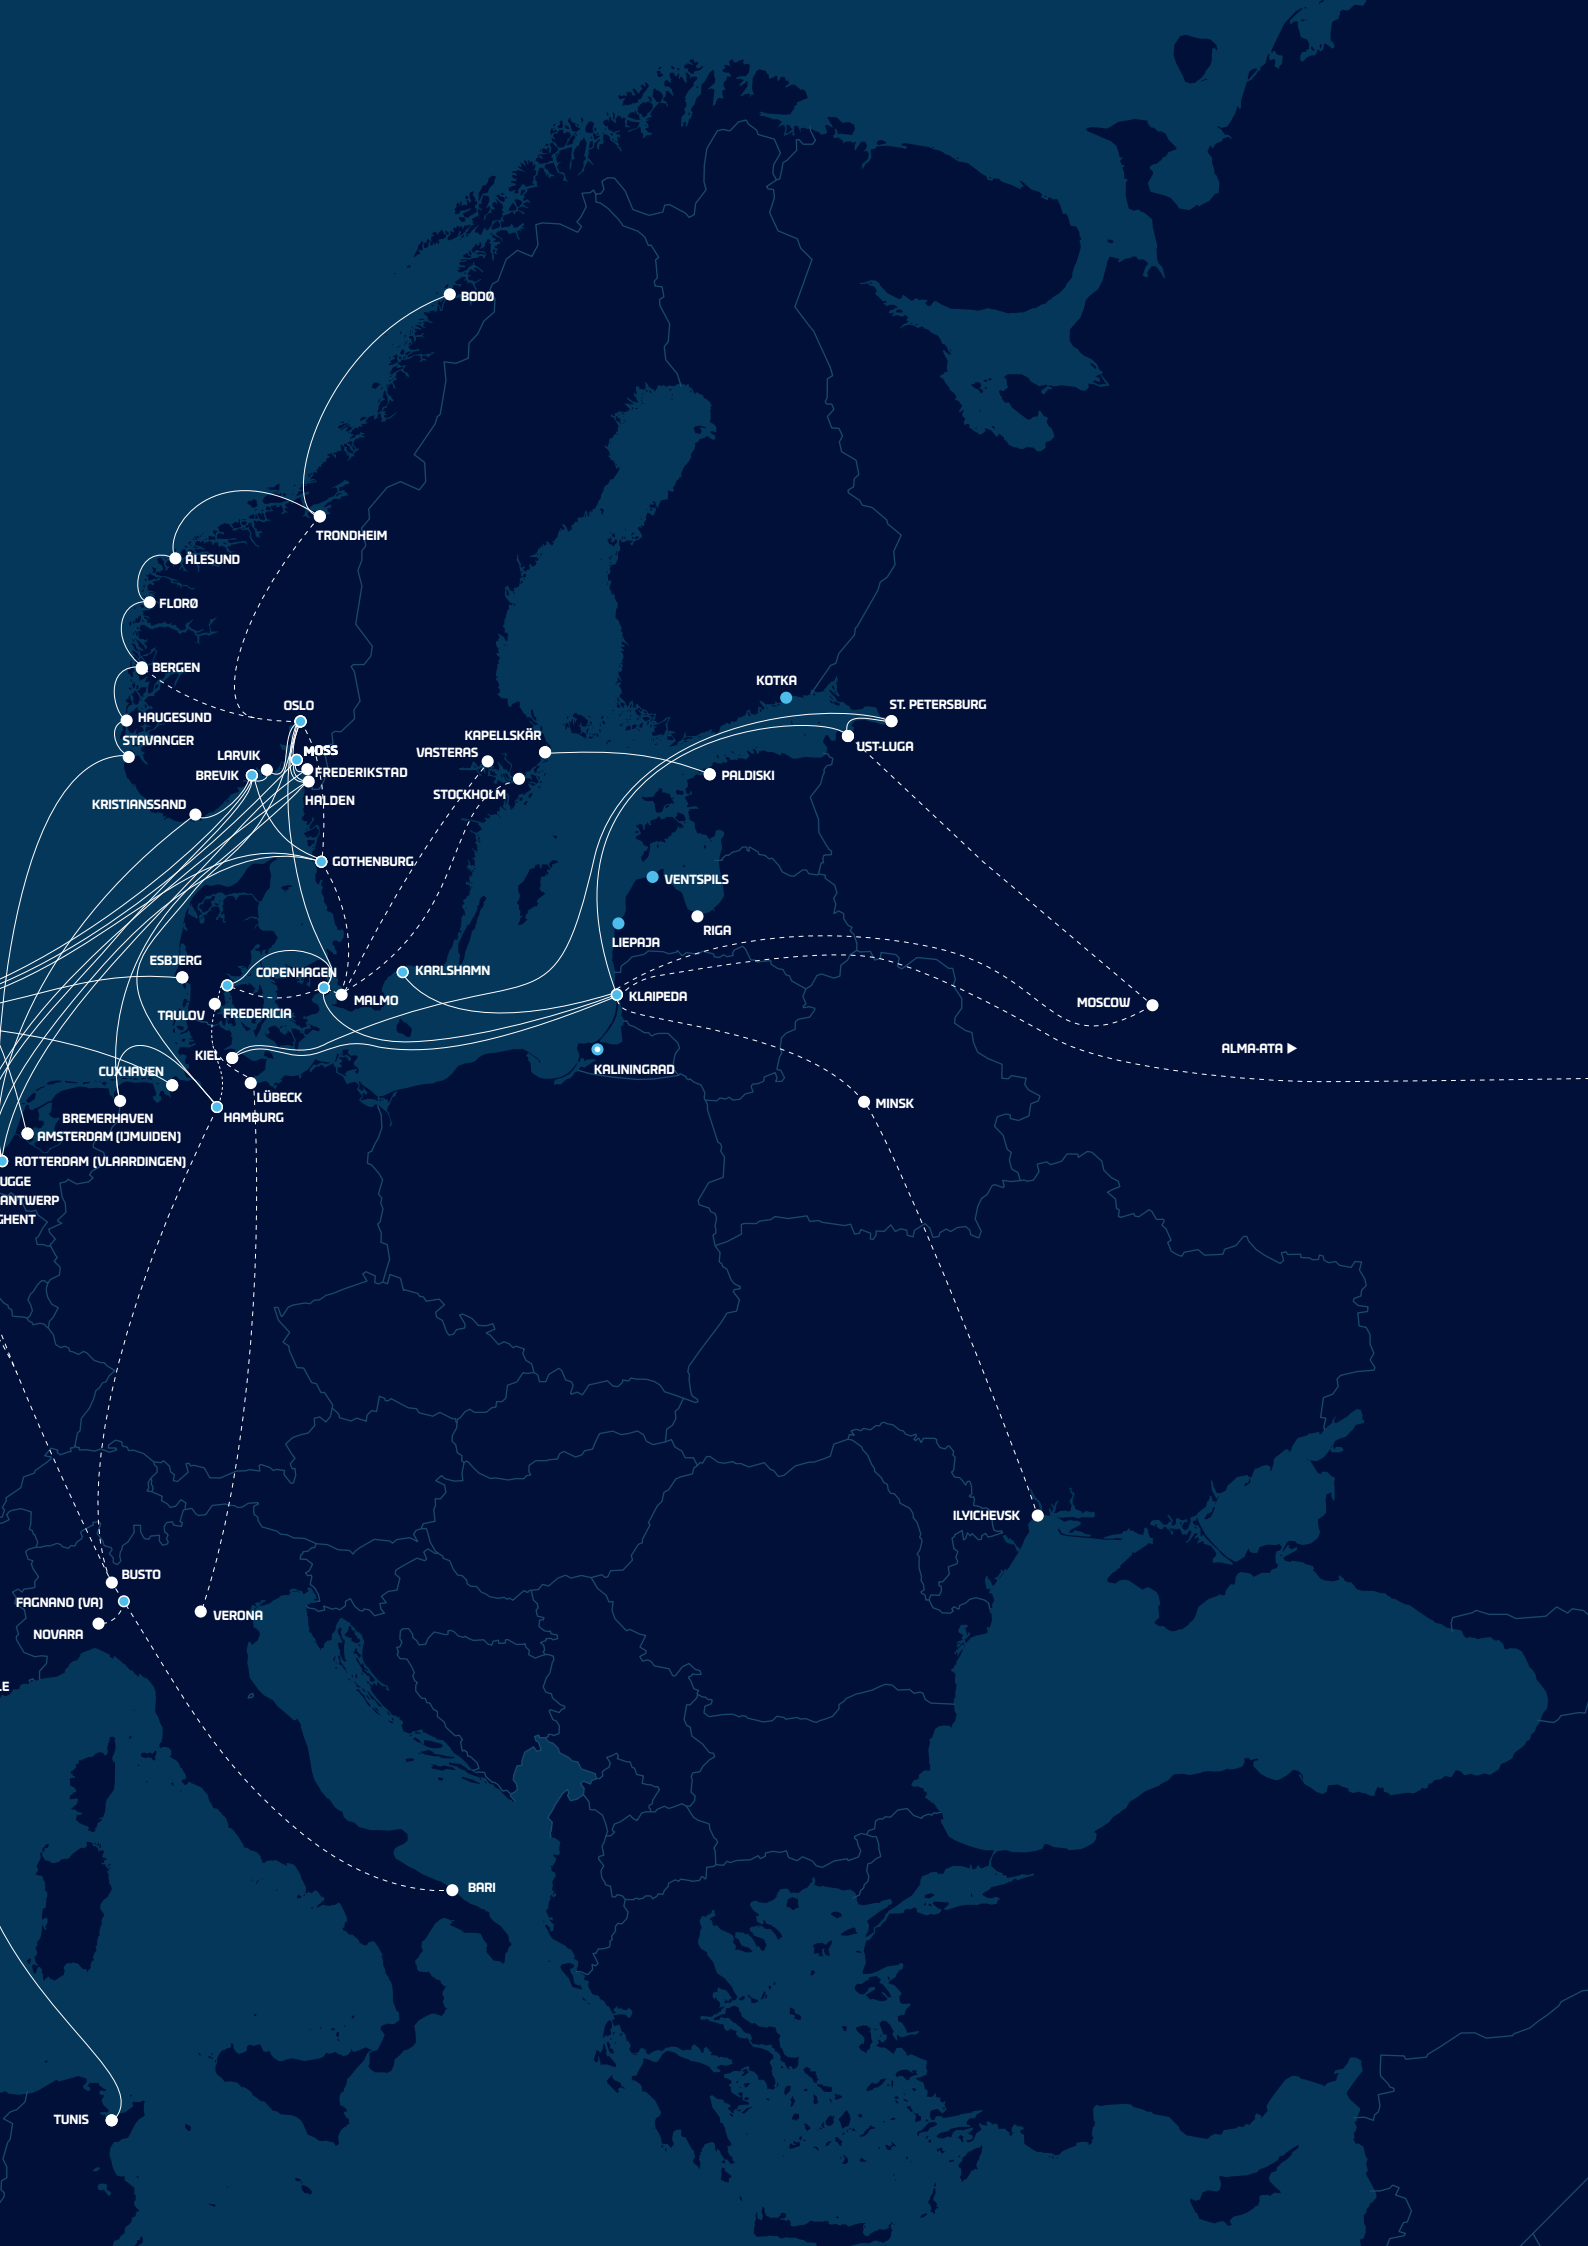 BODØ
TRONDHEIM
ÅLESUND
FLORØ
BERGEN
KOTKA
OSLO
ST. PETERSBURG
HAUGESUND
KAPELLSKÄR
STAVANGER
UST-LUGA
MOSS
VASTERAS
LARVIK
FREDERIKSTAD
BREVIK
PALDISKI
STOCKHOLM
HALDEN
KRISTIANSSAND
GOTHENBURG
VENTSPILS
RIGA
LIEPAJA
ESBJERG
COPENHAGEN
KARLSHAMN
KLAIPEDA
MALMO
MOSCOW
TAULOV
FREDERICIA
ALMA-ATA
KIEL
KALININGRAD
CUXHAVEN
LÜBECK
MINSK
BREMERHAVEN
HAMBURG
AMSTERDAM (IJMUIDEN)
ROTTERDAM (VLAARDINGEN)
UGGE
ANTWERP
GHENT
ILYICHEVSK
BUSTO
FAGNANO (VA)
VERONA
NOVARA
LE
BARI
TUNIS